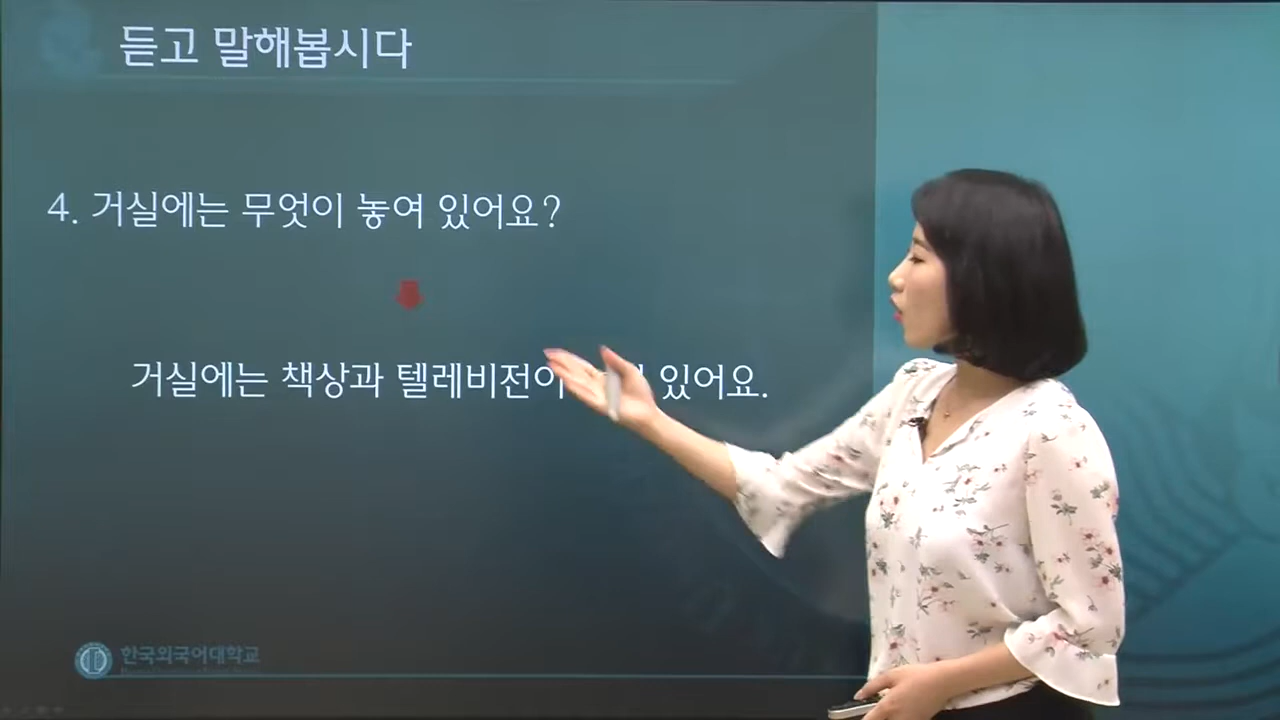 듣고 말해봅시다
4. 거실에는 무엇이 놓여 있어요?
거실에는 책상과 텔레비전이 있어요.
한국외국어대학교